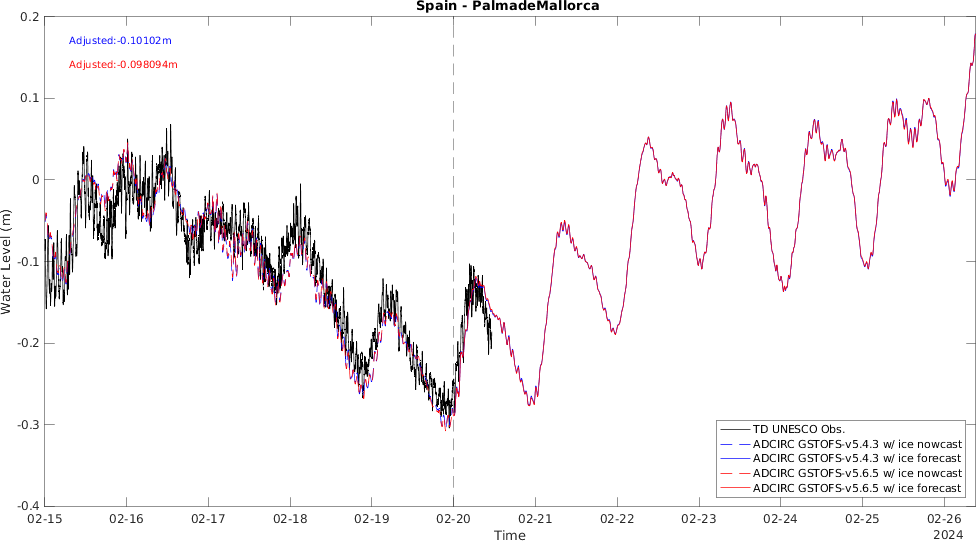 Spain - PalmadeMallorca
0.2
Adjusted:-0.10102m
Adjusted:-0.098094m
0.1
0
-0.1
-0.2
-0.3
-0.4
Water Level (m)
TD UNESCO Obs.
ADCIRC GSTOFS-v5.4.3 w/ ice nowcast
ADCIRC GSTOFS-v5.4.3 w/ ice forecast
ADCIRC GSTOFS-v5.6.5 w/ ice nowcast
ADCIRC GSTOFS-v5.6.5 w/ ice forecast
02-15 02-16 02-17 02-18 02-19 02-20 02-21 02-22 02-23 02-24 02-25 02-26
Time
2024